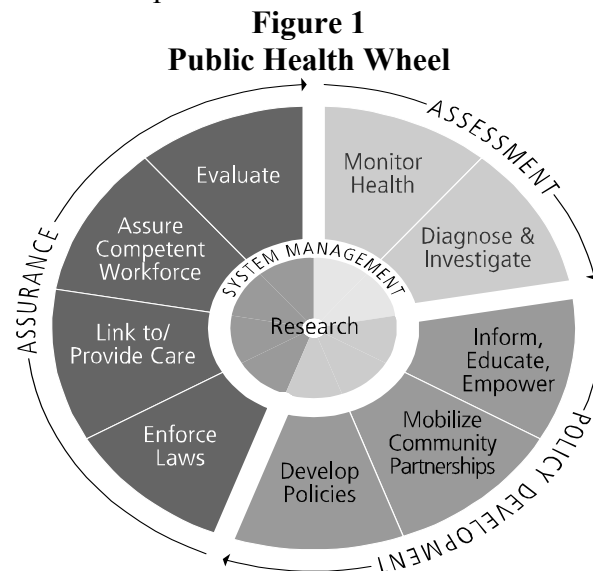 Figure 1
Public Health Wheel
ASSESSMENT
Monitor
Health
Diagnose &
Investigate
Inform,
Educate,
Empower
Mobilize
Community
Partnerships
POLICY DEVELOPMENT
Develop
Policies
Enforce
Laws
Link to/
Provide Care
Assure
Competent
Workforce
Evaluate
ASSURANCE
SYSTEM MANAGEMENT
Research